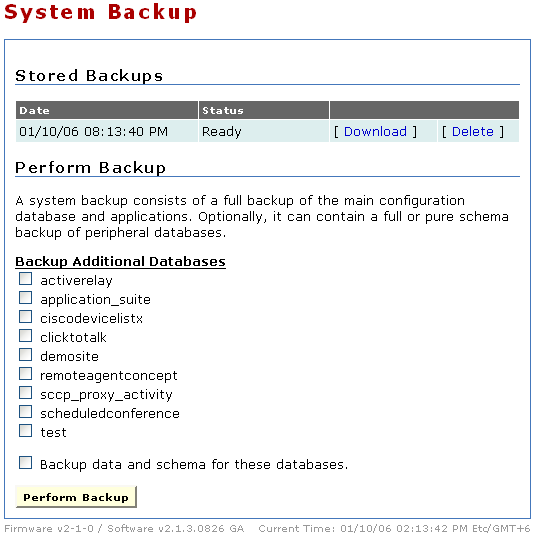 System Backup
Stored Backups
Date Status
01/10/06 08:13:40 PM Ready [ Download ] [ Delete ]
Perform Backup
A system backup consists of a full backup of the main configuration
database and applications. Optionally, it can contain a full or pure schema
backup of peripheral databases.
Backup Additional Databases
activerelay
application_suite
ciscodevicelistx
clicktotalk
demosite
remoteagentconcept
sccp_proxy_activity
scheduledconference
test
Backup data and schema for these databases.
Perform Backup
Firmware v2-1-0 / Software v2.1.3.0826 GA Current Time: 01/10/06 02:13:42 PM Etc/GMT+6